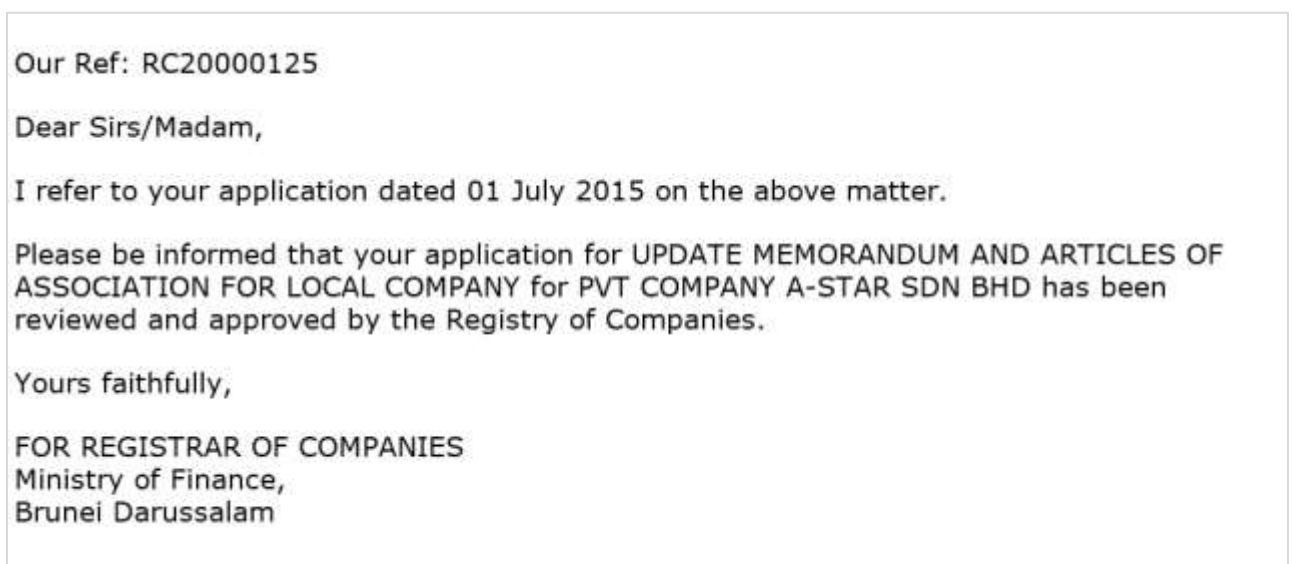 Our Ref: RC20000125
Dear Sirs/Madam,
I refer to your application dated 01 July 2015 on the above matter.
Please be informed that your application for UPDATE MEMORANDUM AND ARTICLES OF
ASSOCIATION FOR LOCAL COMPANY for PVT COMPANY A-STAR SDN BHD has been
reviewed and approved by the Registry of Companies.
Yours faithfully,
FOR REGISTRAR OF COMPANIES
Ministry of Finance,
Brunei Darussalam